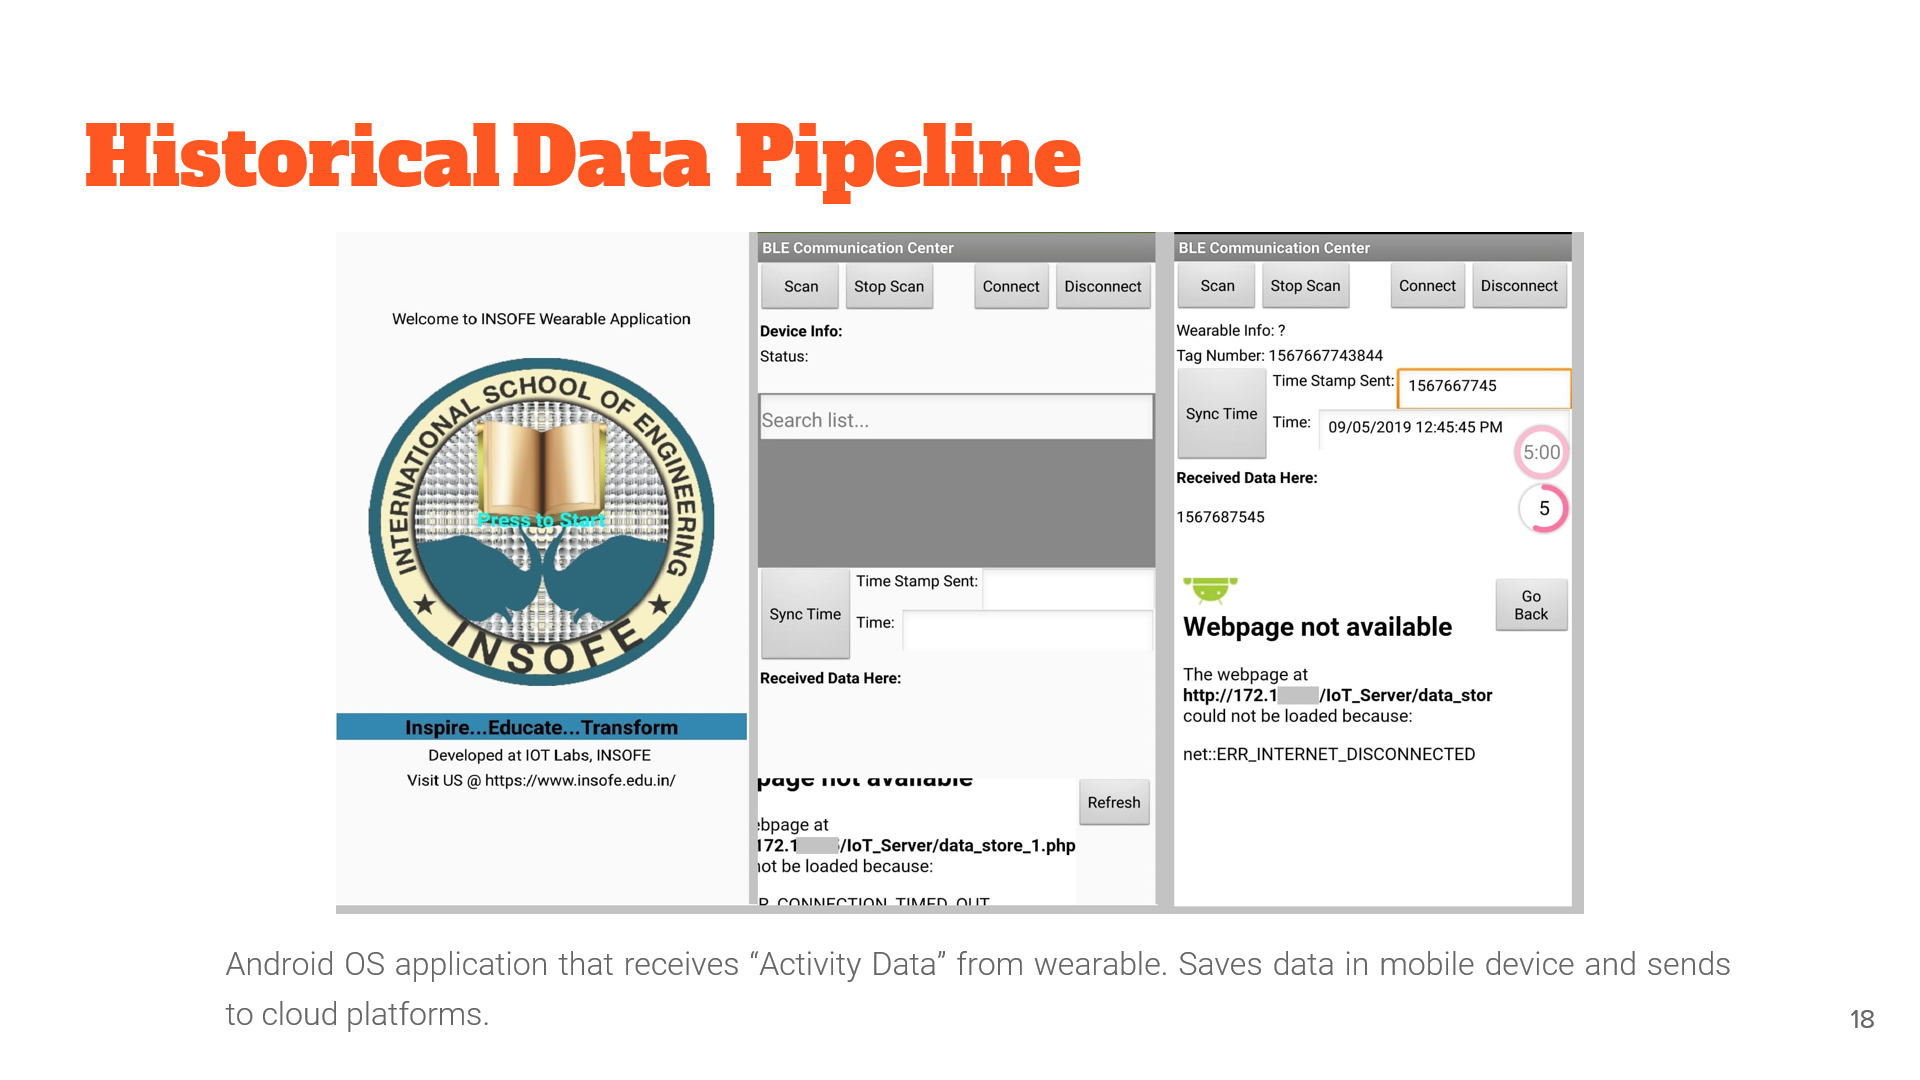 Historical Data Pipeline
Welcome to INSOFE Wearable Application
INTERNATIONAL SCHOOL OF ENGINEERING
Press to Start
INSOFE
Inspire...Educate...Transform
Developed at IOT Labs, INSOFE
Visit US @ https://www.insofe.edu.in/
BLE Communication Center
Scan Stop Scan Connect Disconnect
Device Info:
Status:
Search list...
Sync Time
Time Stamp Sent:
Time:
Received Data Here:
page not available
Refresh
ebpage at
172.1 /IoT_Server/data_store_1.php
not be loaded because:
R_CONNECTION_TIMED_OUT
BLE Communication Center
Scan Stop Scan Connect Disconnect
Wearable Info: ?
Tag Number: 1567667743844
Sync Time
Time Stamp Sent: 1567667745
Time: 09/05/2019 12:45:45 PM
5:00
Received Data Here:
5
1567687545
Go
Back
Webpage not available
The webpage at
http://172.1 /IoT_Server/data_stor
could not be loaded because:
net::ERR_INTERNET_DISCONNECTED
Android OS application that receives “Activity Data” from wearable. Saves data in mobile device and sends
to cloud platforms.
18